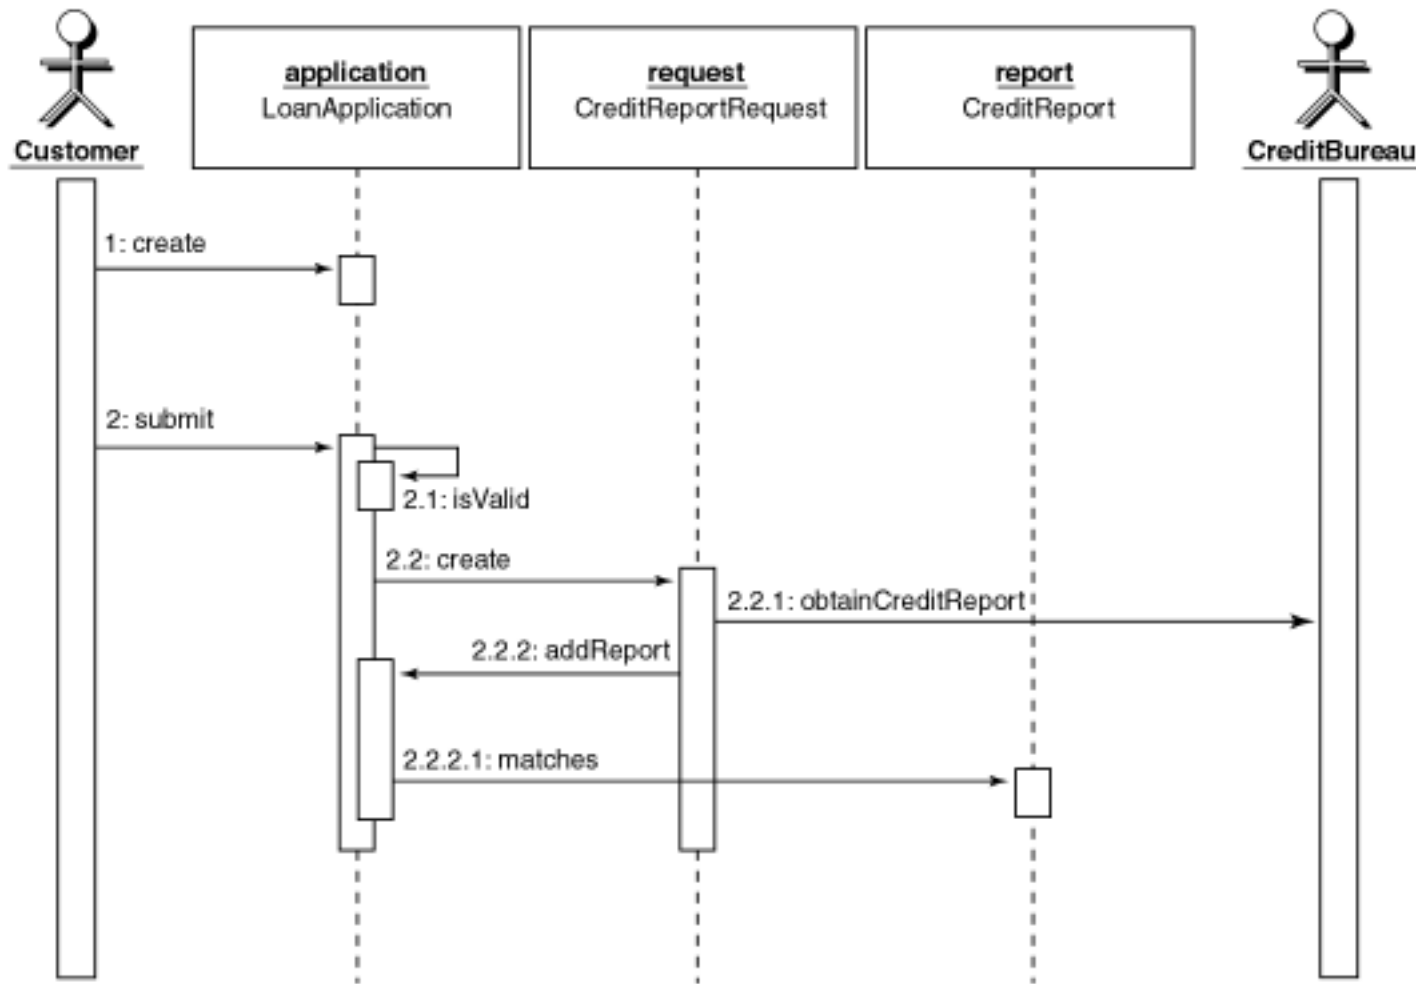 application
LoanApplication
request
CreditReportRequest
report
CreditReport
Customer
CreditBureau
1: create
2: submit
2.1: isValid
2.2: create
2.2.1: obtainCreditReport
2.2.2: addReport
2.2.2.1: matches